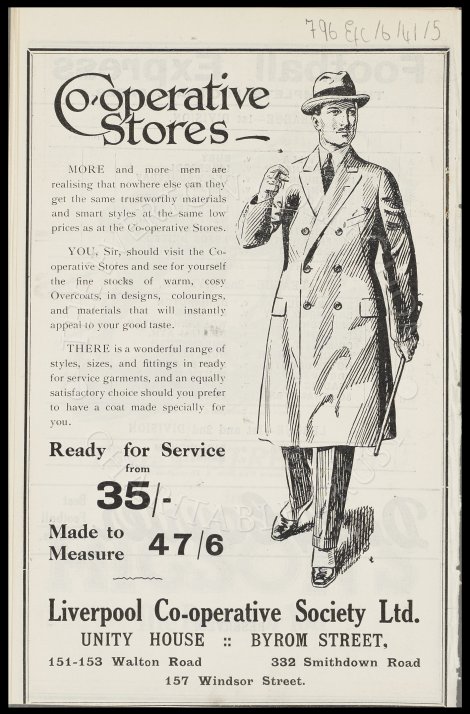 796 EFC/6/41/5
Co-operative
Stores
MORE and more men are
realising that nowhere else can they
get the same trustworthy materials
and smart styles at the same low
prices as at the Co-operative Stores.
YOU, Sir, should visit the Co-
operative Stores and see for yourself
the fine stocks of warm, cosy
Overcoats, in designs, colourings,
and materials that will instantly
appeal to your good taste.
THERE is a wonderful range of
styles, sizes, and fittings in ready
for service garments, and an equally
satisfactory choice should you prefer
to have a coat made specially for
you.
Ready for Service
from
35/-
Made to
Measure 47/6
Liverpool Co-operative Society Ltd.
UNITY HOUSE :: BYROM STREET,
151-153 Walton Road 332 Smithdown Road
157 Windsor Street.